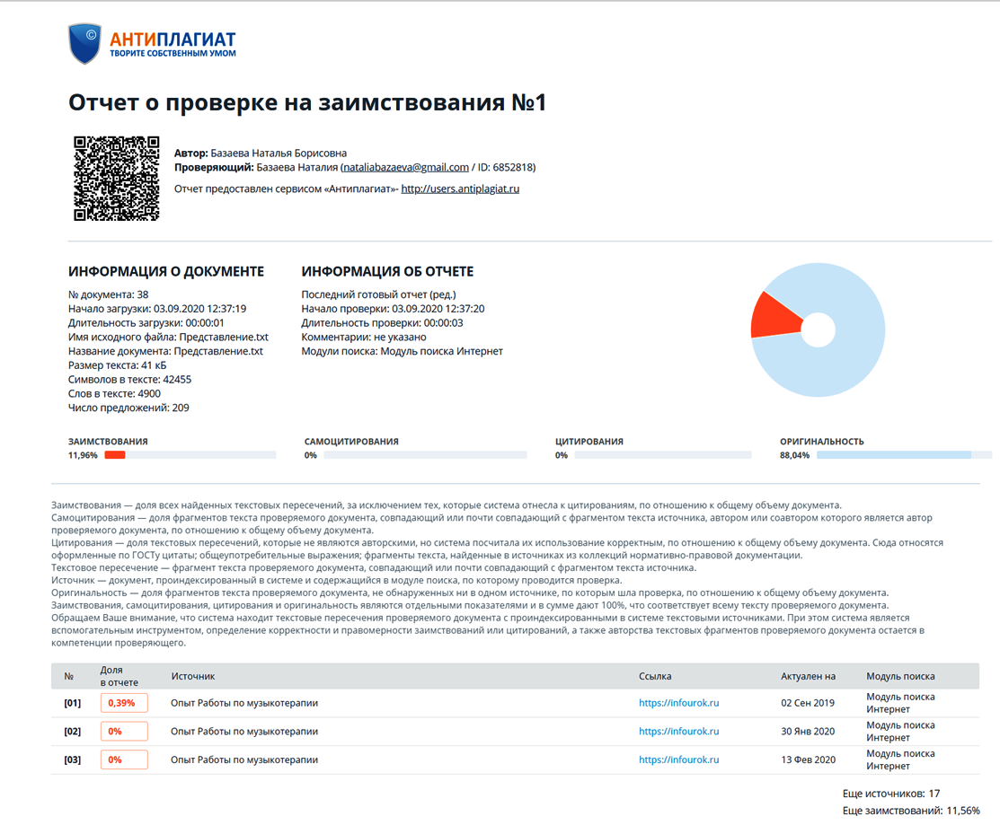 ©
АНТИПЛАГИАТ
ТВОРИТЕ СОБСТВЕННЫМ УМОМ
Отчет о проверке на заимствования №1
Автор: Базаева Наталья Борисовна
Проверяющий: Базаева Наталия (nataliabazaeva@gmail.com / ID: 6852818)
Отчет предоставлен сервисом «Антиплагиат»- http://users.antiplagiat.ru
ИНФОРМАЦИЯ О ДОКУМЕНТЕ
№ документа: 38
Начало загрузки: 03.09.2020 12:37:19
Длительность загрузки: 00:00:01
Имя исходного файла: Представление.txt
Название документа: Представление.txt
Размер текста: 41 кБ
Cимволов в тексте: 42455
Слов в тексте: 4900
Число предложений: 209
ИНФОРМАЦИЯ ОБ ОТЧЕТЕ
Последний готовый отчет (ред.)
Начало проверки: 03.09.2020 12:37:20
Длительность проверки: 00:00:03
Комментарии: не указано
Модули поиска: Модуль поиска Интернет
ЗАИМСТВОВАНИЯ
11,96%
САМОЦИТИРОВАНИЯ
0%
ЦИТИРОВАНИЯ
0%
ОРИГИНАЛЬНОСТЬ
88,04%
Заимствования — доля всех найденных текстовых пересечений, за исключением тех, которые система отнесла к цитированиям, по отношению к общему объему документа.
Самоцитирования — доля фрагментов текста проверяемого документа, совпадающий или почти совпадающий с фрагментом текста источника, автором или соавтором которого является автор
проверяемого документа, по отношению к общему объему документа.
Цитирования — доля текстовых пересечений, которые не являются авторскими, но система посчитала их использование корректным, по отношению к общему объему документа. Сюда относятся
оформленные по ГОСТу цитаты; общеупотребительные выражения; фрагменты текста, найденные в источниках из коллекций нормативно-правовой документации.
Текстовое пересечение — фрагмент текста проверяемого документа, совпадающий или почти совпадающий с фрагментом текста источника.
Источник — документ, проиндексированный в системе и содержащийся в модуле поиска, по которому проводится проверка.
Оригинальность — доля фрагментов текста проверяемого документа, не обнаруженных ни в одном источнике, по которым шла проверка, по отношению к общему объему документа.
Заимствования, самоцитирования, цитирования и оригинальность являются отдельными показателями и в сумме дают 100%, что соответствует всему тексту проверяемого документа.
Обращаем Ваше внимание, что система находит текстовые пересечения проверяемого документа с проиндексированными в системе текстовыми источниками. При этом система является
вспомогательным инструментом, определение корректности и правомерности заимствований или цитирований, а также авторства текстовых фрагментов проверяемого документа остается в
компетенции проверяющего.
№ Доля в отчете Источник Ссылка Актуален на Модуль поиска
[01] 0,39% Опыт Работы по музыкотерапии https://infourok.ru 02 Сен 2019 Модуль поиска Интернет
[02] 0% Опыт Работы по музыкотерапии https://infourok.ru 30 Янв 2020 Модуль поиска Интернет
[03] 0% Опыт Работы по музыкотерапии https://infourok.ru 13 Фев 2020 Модуль поиска Интернет
Еще источников: 17
Еще заимствований: 11,56%